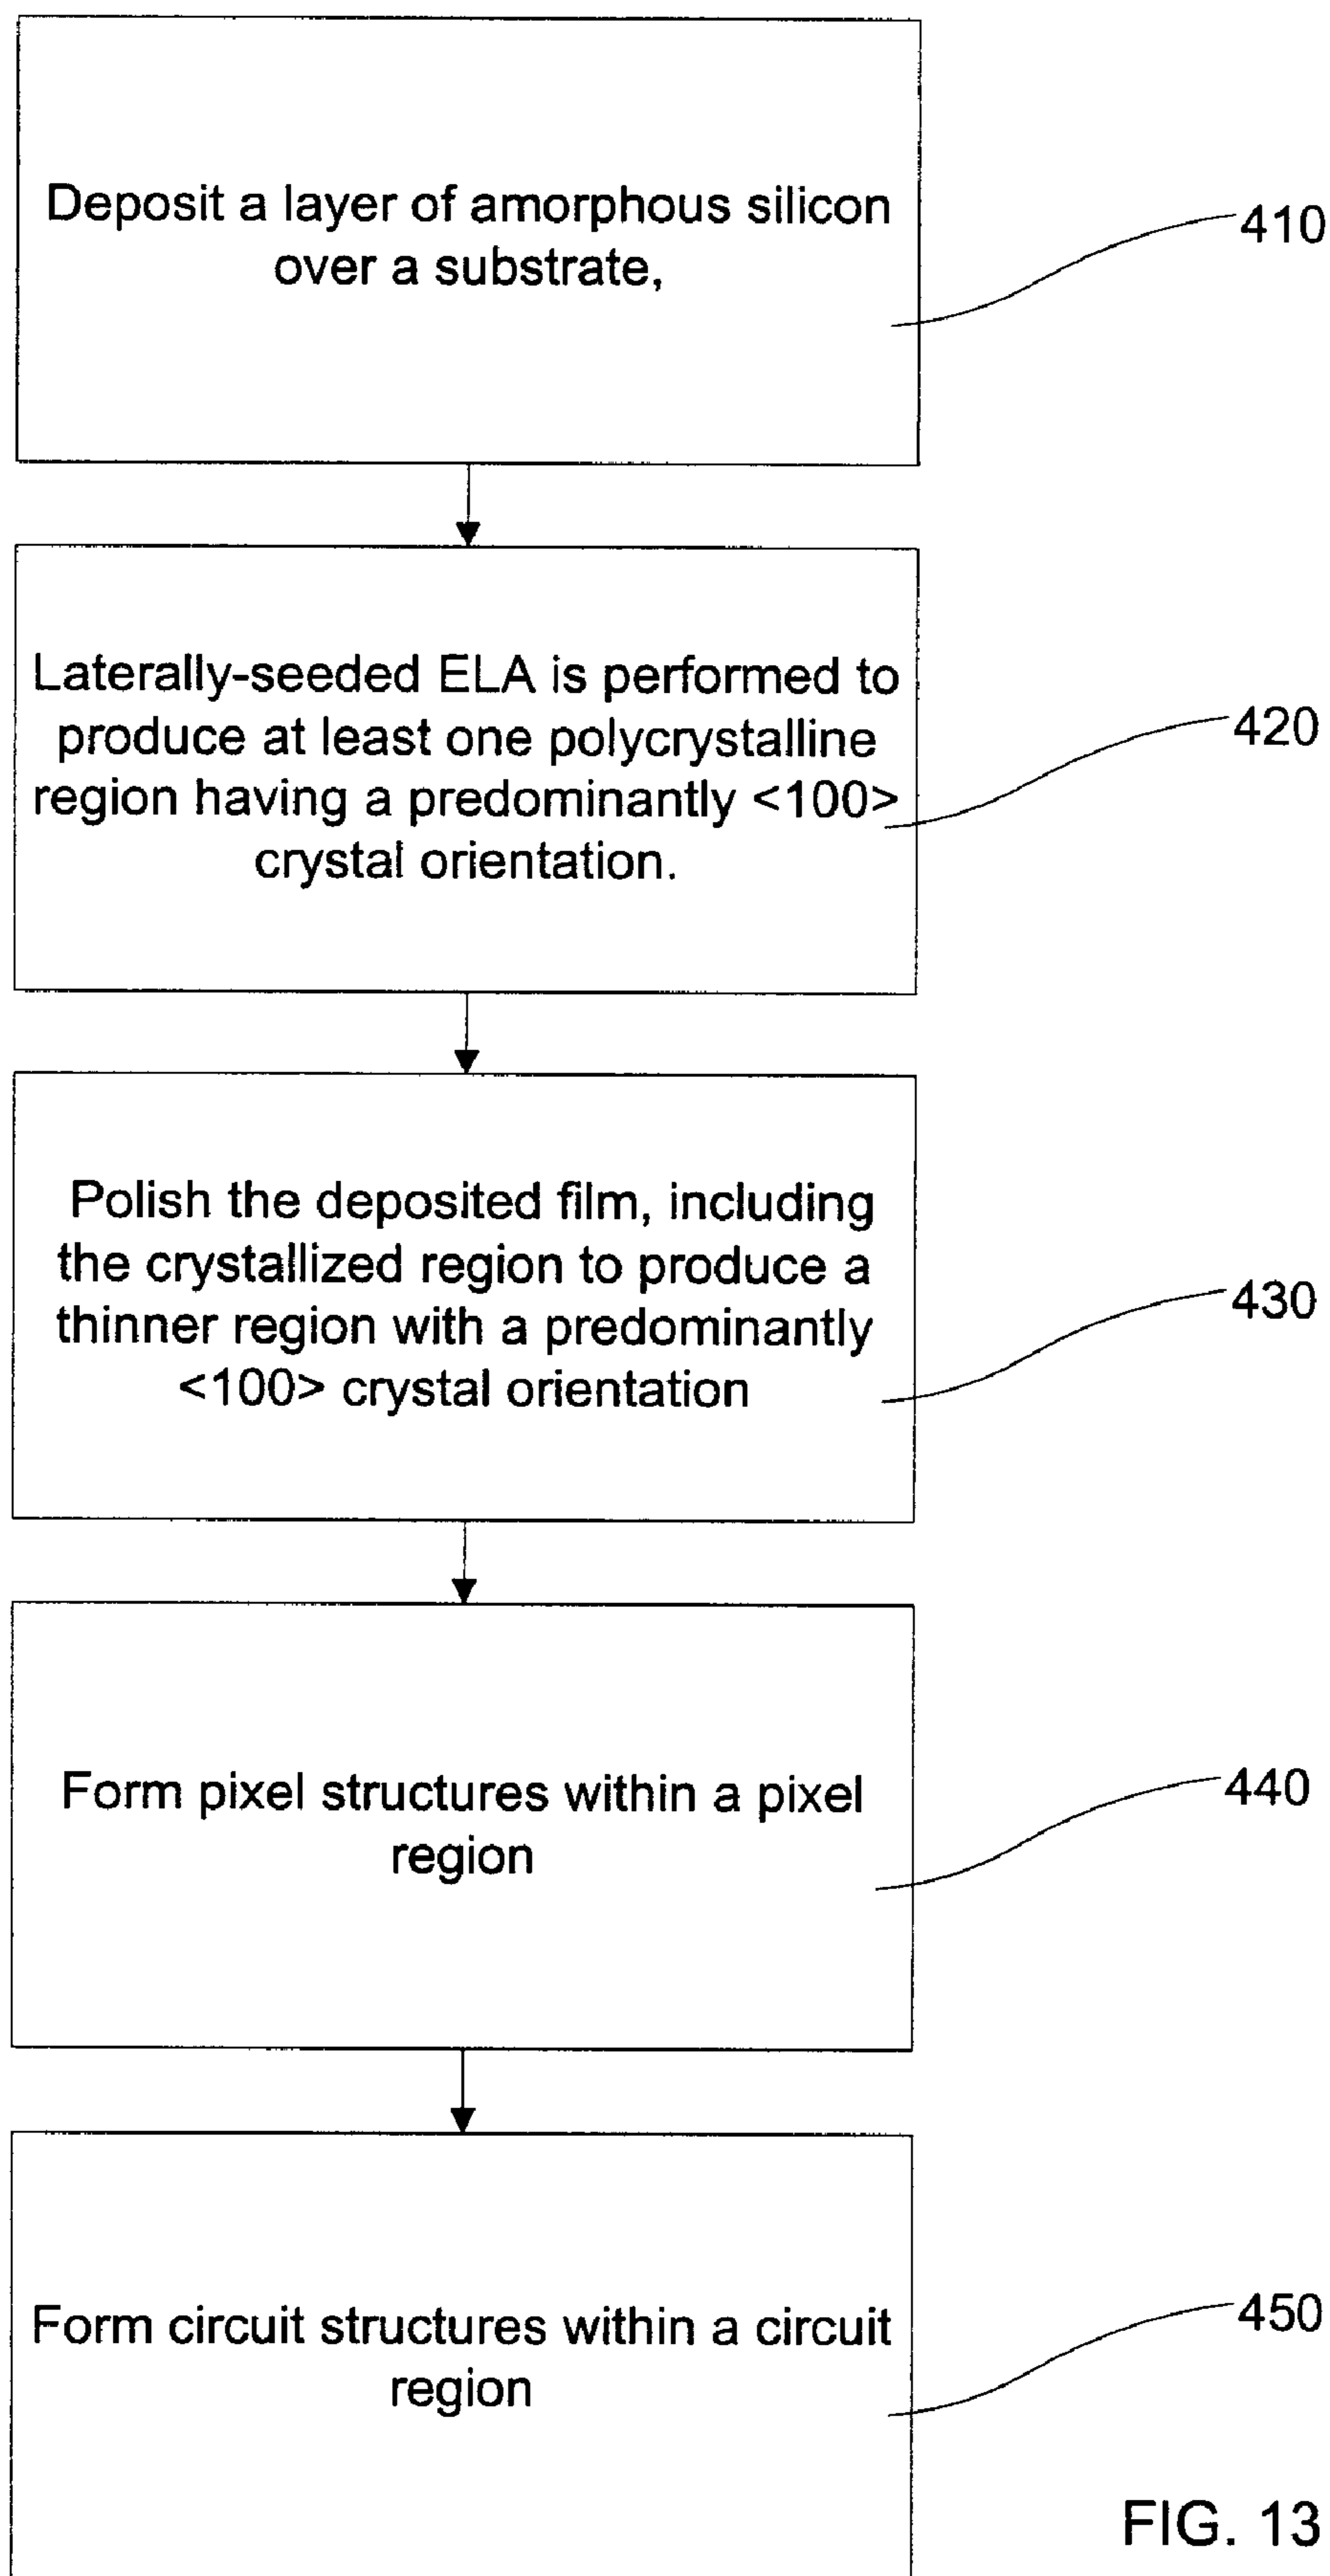 Deposit a layer of amorphous silicon
over a substrate,
410
Laterally-seeded ELA is performed to
produce at least one polycrystalline
region having a predominantly <100>
crystal orientation.
420
Polish the deposited film, including
the crystallized region to produce a
thinner region with a predominantly
<100> crystal orientation
430
Form pixel structures within a pixel
region
440
Form circuit structures within a circuit
region
450
FIG. 13